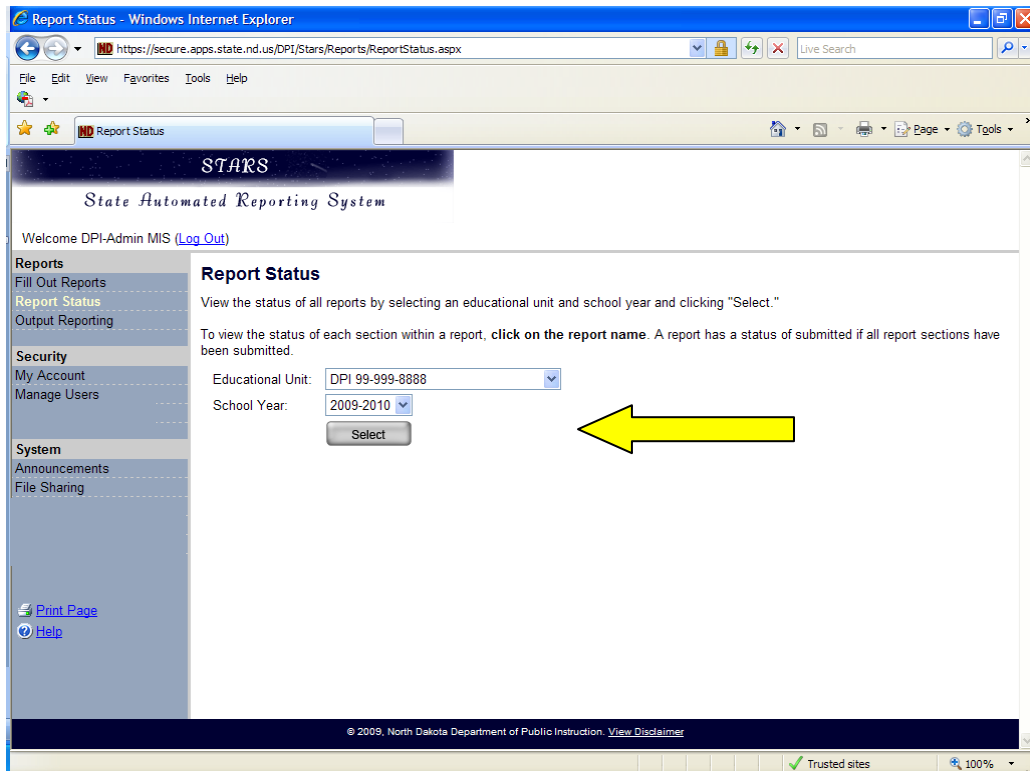 Report Status - Windows Internet Explorer
https://secure.apps.state.nd.us/DPI/Stars/Reports/ReportStatus.aspx
Live Search
File Edit View Favorites Tools Help
ND Report Status
Page Tools
STARS
State Automated Reporting System
Welcome DPI-Admin MIS (Log Out)
Reports
Fill Out Reports
Report Status
Output Reporting
Security
My Account
Manage Users
System
Announcements
File Sharing
Print Page
Help
Report Status
View the status of all reports by selecting an educational unit and school year and clicking "Select."
To view the status of each section within a report, click on the report name. A report has a status of submitted if all report sections have
been submitted.
Educational Unit: DPI 99-999-8888
School Year: 2009-2010
Select
© 2009, North Dakota Department of Public Instruction. View Disclaimer
Trusted sites 100%